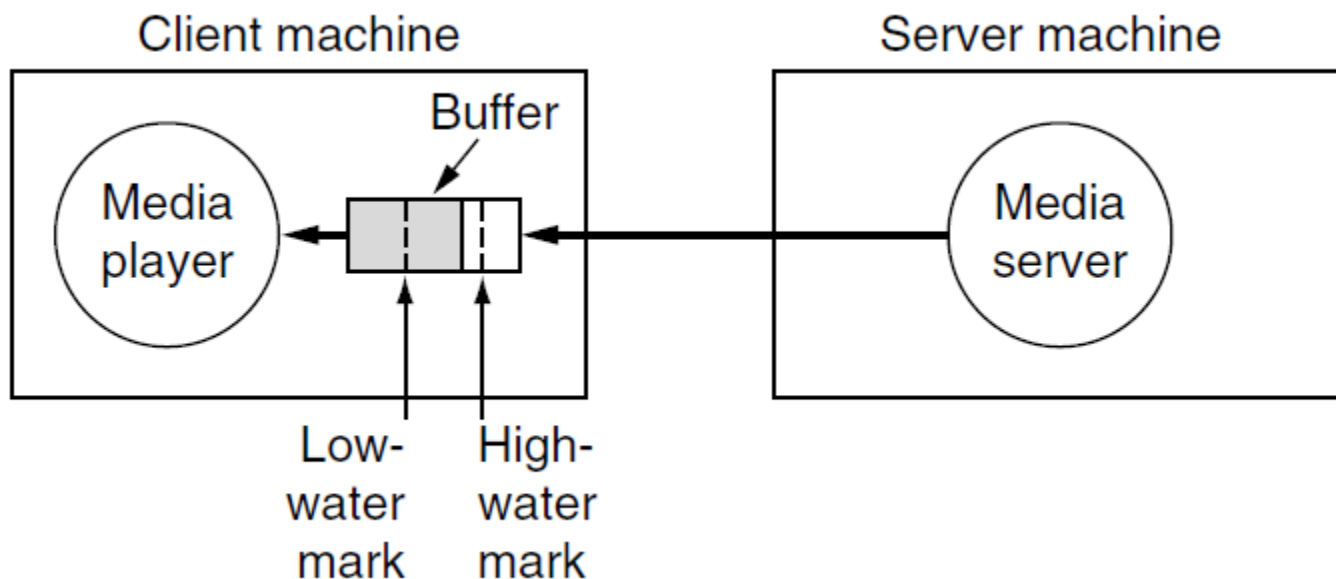 Client machine
Server machine
Buffer
Media
player
Media
server
Low-
water
mark
High-
water
mark